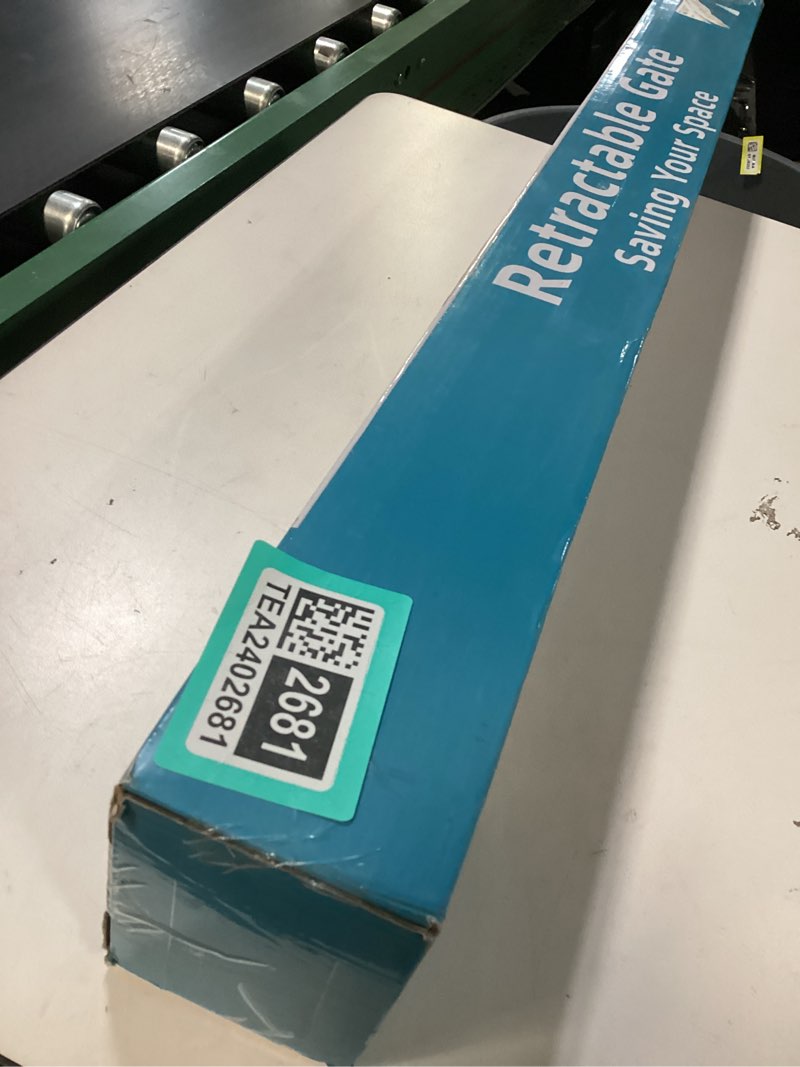 Retractable Gate
Saving Your Space
2681
TEA2402681